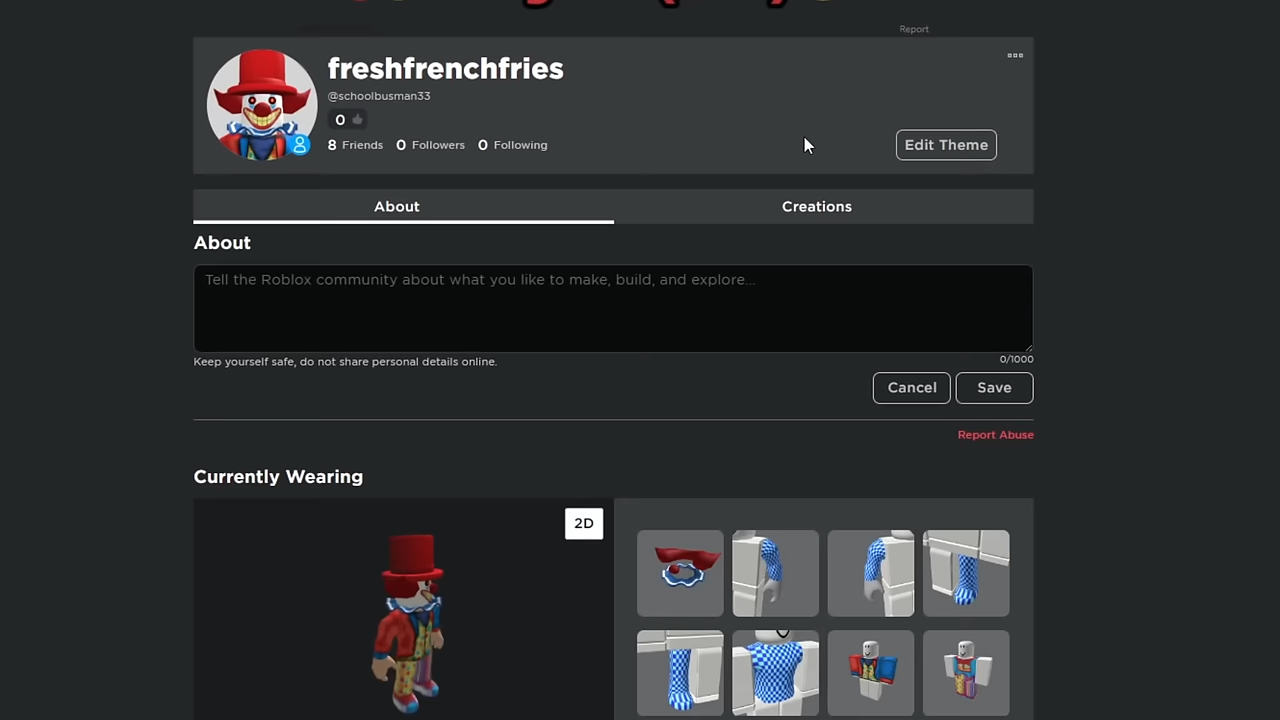 Report
freshfrenchfries
@schoolbusman33
0
8 Friends 0 Followers 0 Following
Edit Theme
About Creations
About
Tell the Roblox community about what you like to make, build, and explore...
Keep yourself safe, do not share personal details online. 0/1000
Cancel Save
Report Abuse
Currently Wearing
2D